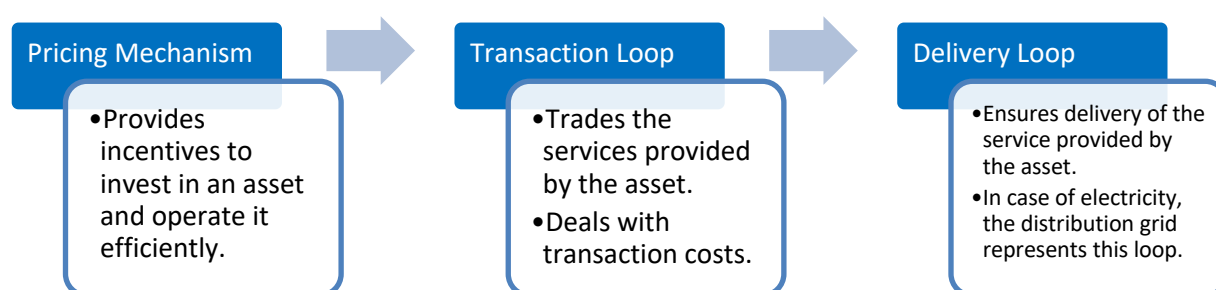 Pricing Mechanism
•Provides
incentives to
invest in an asset
and operate it
efficiently.
Transaction Loop
•Trades the
services provided
by the asset.
•Deals with
transaction costs.
Delivery Loop
•Ensures delivery of the
service provided by
the asset.
•In case of electricity,
the distribution grid
represents this loop.